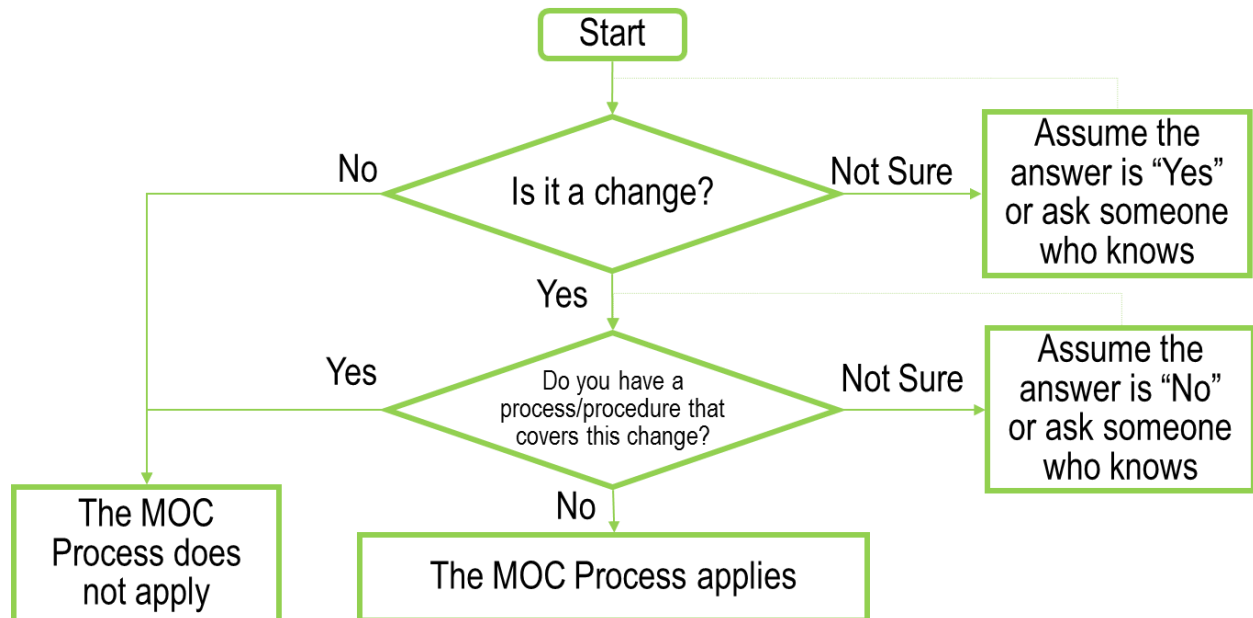 Start
No
Is it a change?
Not Sure
Assume the
answer is “Yes”
or ask someone
who knows
Yes
Yes
Do you have a
process/procedure that
covers this change?
Not Sure
Assume the
answer is “No”
or ask someone
who knows
No
The MOC
Process does
not apply
The MOC Process applies